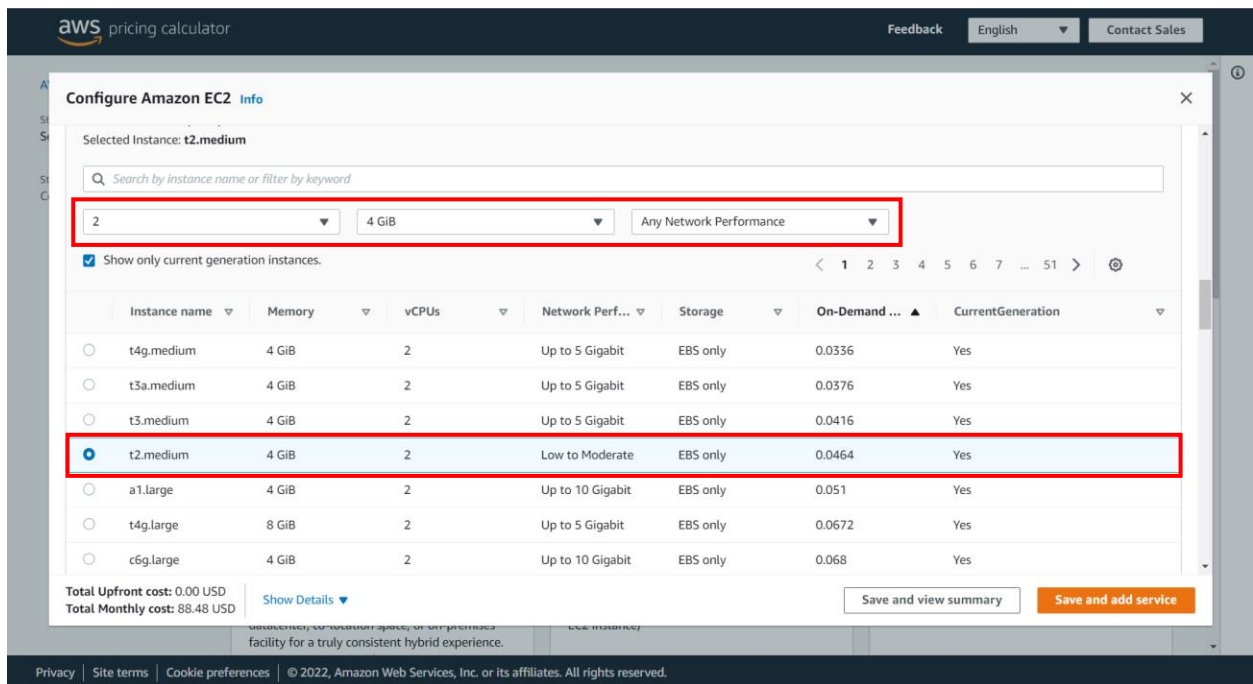 aws pricing calculator Feedback English Contact Sales
Configure Amazon EC2 Info
Selected Instance: t2.medium
Search by instance name or filter by keyword
2 4 GiB Any Network Performance
Show only current generation instances. 1 2 3 4 5 6 7 ... 51
Instance name Memory vCPUs Network Perf... Storage On-Demand ... CurrentGeneration
t4g.medium 4 GiB 2 Up to 5 Gigabit EBS only 0.0336 Yes
t3a.medium 4 GiB 2 Up to 5 Gigabit EBS only 0.0376 Yes
t3.medium 4 GiB 2 Up to 5 Gigabit EBS only 0.0416 Yes
t2.medium 4 GiB 2 Low to Moderate EBS only 0.0464 Yes
a1.large 4 GiB 2 Up to 10 Gigabit EBS only 0.051 Yes
t4g.large 8 GiB 2 Up to 5 Gigabit EBS only 0.0672 Yes
c6g.large 4 GiB 2 Up to 10 Gigabit EBS only 0.068 Yes
Total Upfront cost: 0.00 USD
Total Monthly cost: 88.48 USD
Show Details Save and view summary Save and add service
datacenter, co-location space, or on-premises EC2 instance)
facility for a truly consistent hybrid experience.
Privacy | Site terms | Cookie preferences | © 2022, Amazon Web Services, Inc. or its affiliates. All rights reserved.